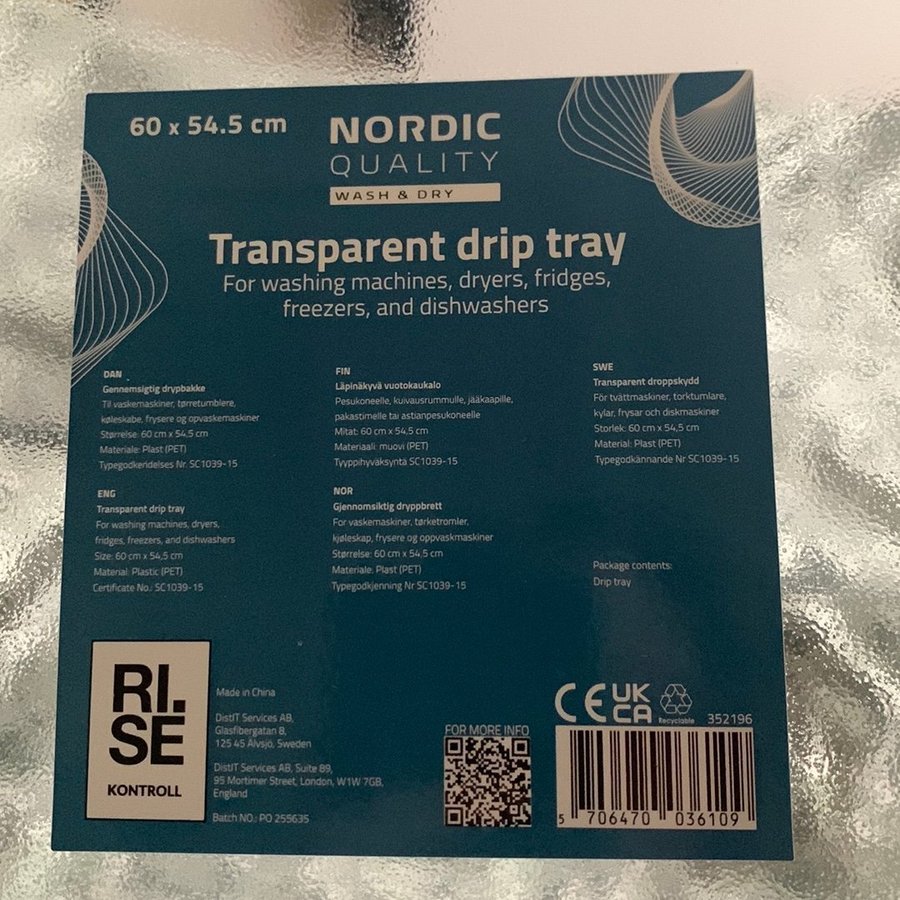 60 x 54.5 cm
NORDIC
QUALITY
WASH & DRY
Transparent drip tray
For washing machines, dryers, fridges,
freezers, and dishwashers
DAN
Gennemsigtig drypbakke
Til vaskemaskiner, tørretumblere,
køleskabe, frysere og opvaskemaskiner
Størrelse: 60 cm x 54,5 cm
Materiale: Plast (PET)
Typegodkendelses Nr. SC1039-15
ENG
Transparent drip tray
For washing machines, dryers,
fridges, freezers, and dishwashers
Size: 60 cm x 54,5 cm
Material: Plastic (PET)
Certificate No.: SC1039-15
FIN
Läpinäkyvä vuotokaukalo
Pesukoneelle, kuivausrummulle, jääkaapille,
pakastimelle tai astianpesukoneelle
Mitat: 60 cm x 54,5 cm
Materiaali: muovi (PET)
Tyyppihyväksyntä SC1039-15
NOR
Gjennomsiktig dryppbrett
For vaskemaskiner, tørketromler,
kjøleskap, frysere og oppvaskmaskiner
Størrelse: 60 cm x 54,5 cm
Materiale: Plast (PET)
Typegodkjenning Nr SC1039-15
SWE
Transparent droppskydd
För tvättmaskiner, torktumlare,
kylar, frysar och diskmaskiner
Storlek: 60 cm x 54,5 cm
Material: Plast (PET)
Typegodkännande Nr SC1039-15
Package contents:
Drip tray
RI.
SE
KONTROLL
Made in China
DistIT Services AB,
Glasfibergatan 8,
125 45 Älvsjö, Sweden
DistIT Services AB, Suite 89,
95 Mortimer Street, London, W1W 7GB,
England
Batch NO.: PO 255635
FOR MORE INFO
CE
UK
CA
Recyclable
352196
5 706470 036109